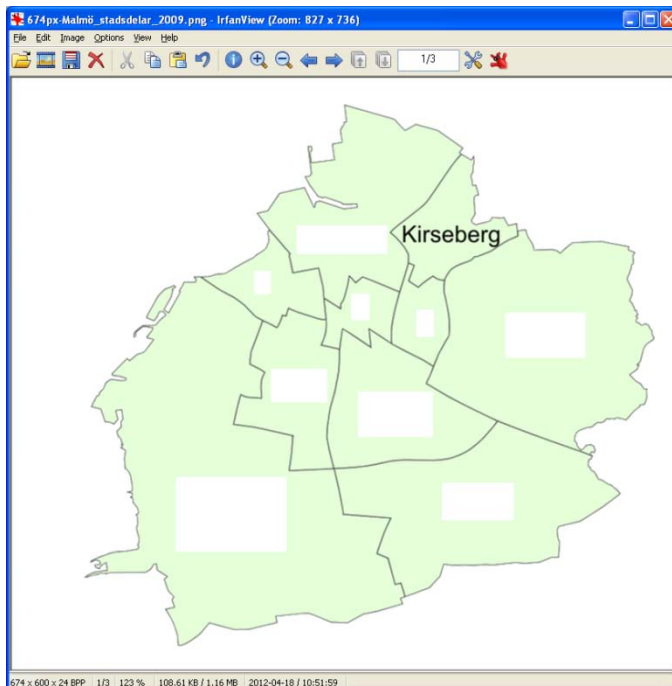 674px-Malmö_stadsdelar_2009.png - IrfanView (Zoom: 827 x 736)
File Edit Image Options View Help
1/3
Kirseberg
674 x 600 x 24 BPP 1/3 123 % 108.61 KB / 1.16 MB 2012-04-18 / 10:51:59